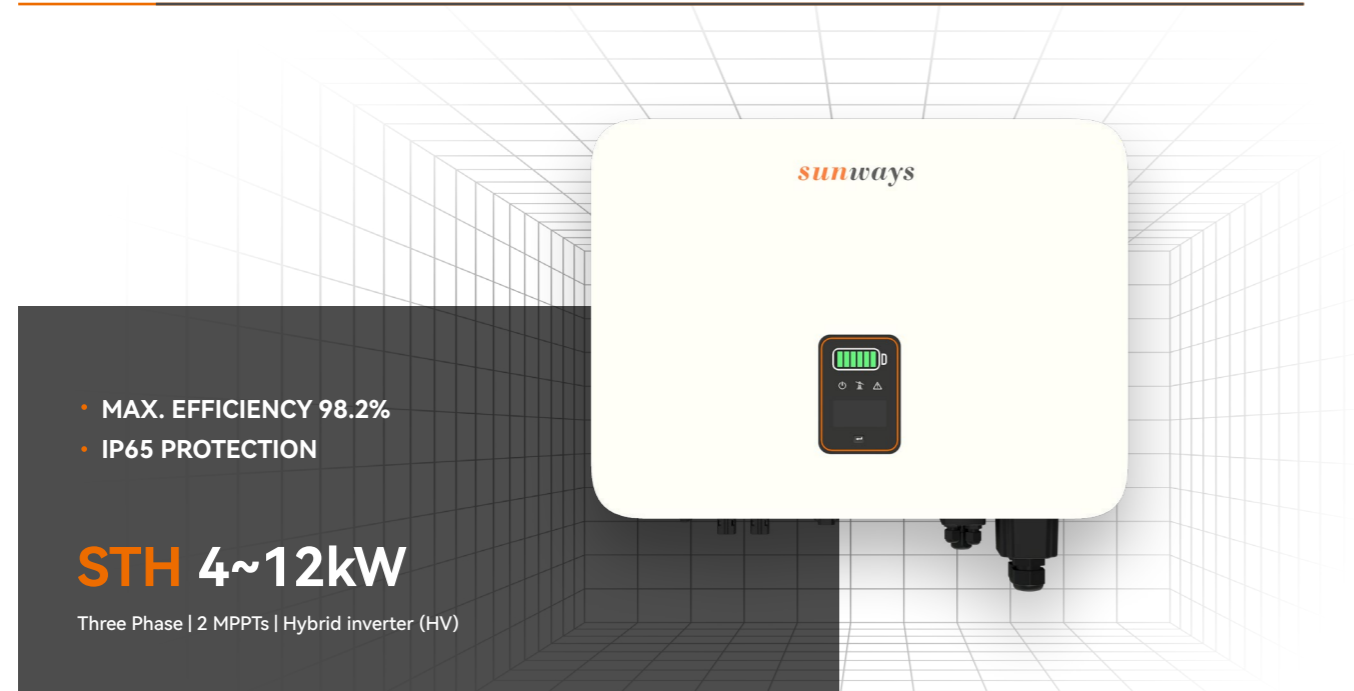 sunways
MAX. EFFICIENCY 98.2%
IP65 PROTECTION
STH 4~12kW
Three Phase | 2 MPPTs | Hybrid inverter (HV)